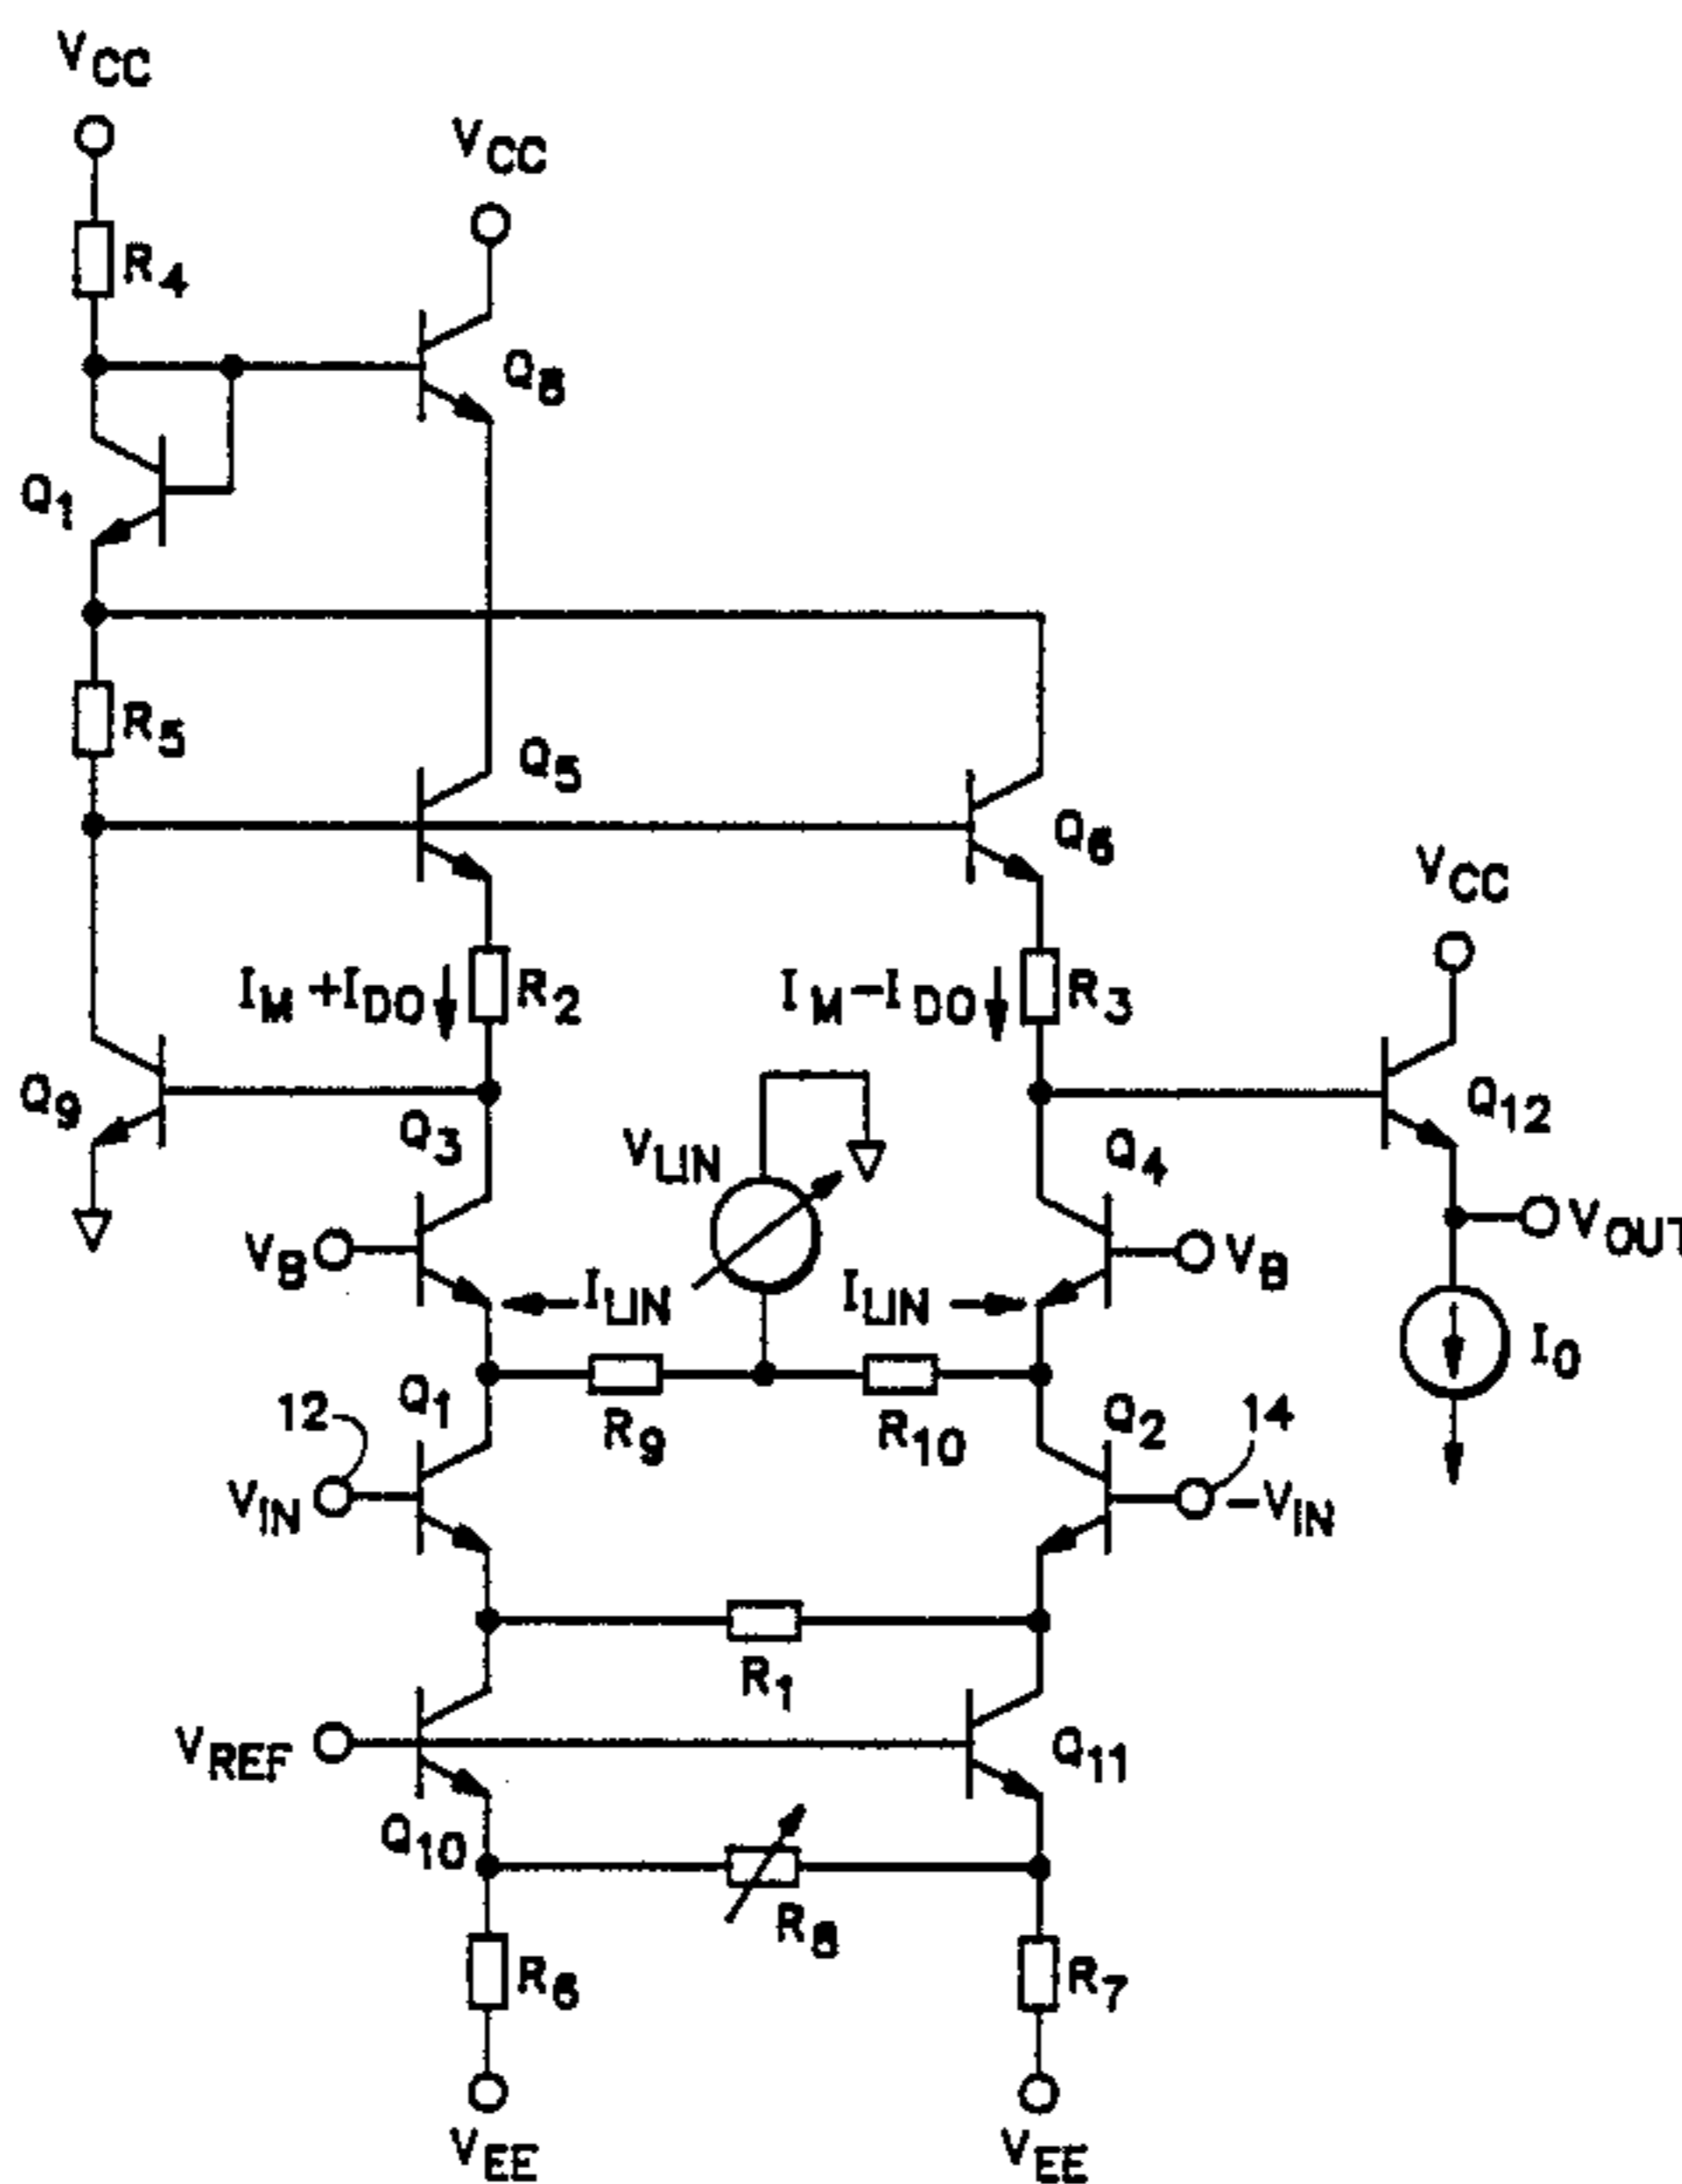 VCC
VCC
R4
Q8
Q1
R5
Q5
Q6
VCC
IM+IDO
R2
IM−IDO
R3
Q9
Q3
VLIN
Q4
Q12
VB
ILIN
ILIN
VB
VOUT
I0
12
Q1
R9
R10
Q2
14
VIN
−VIN
R1
VREF
Q11
Q10
R8
R6
R7
VEE
VEE